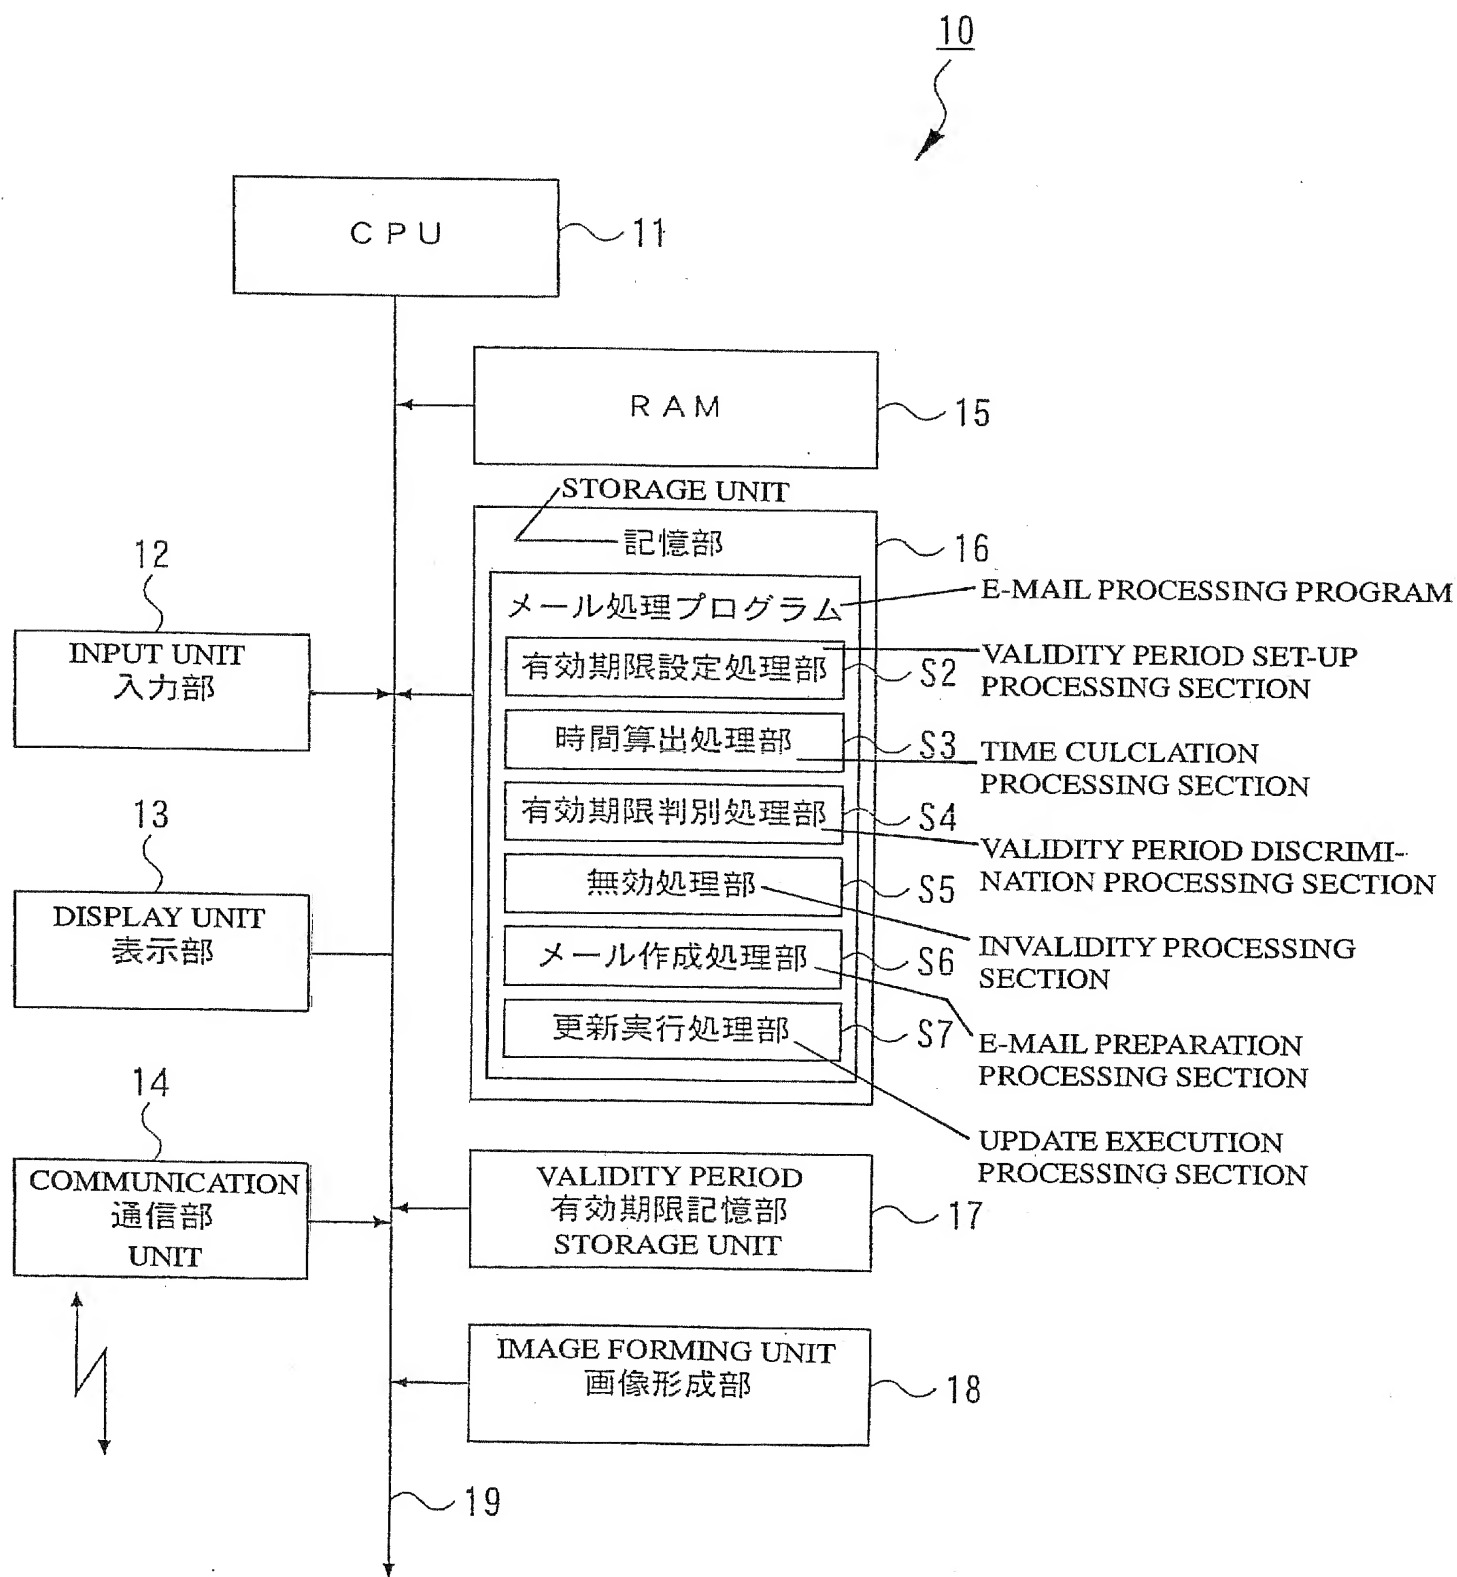 10
CPU
11
RAM
15
STORAGE UNIT
記憶部
16
メール処理プログラム
E-MAIL PROCESSING PROGRAM
有効期限設定処理部
S2
VALIDITY PERIOD SET-UP
PROCESSING SECTION
時間算出処理部
S3
TIME CULCLATION
PROCESSING SECTION
有効期限判別処理部
S4
VALIDITY PERIOD DISCRIMI-
NATION PROCESSING SECTION
無効処理部
S5
INVALIDITY PROCESSING
SECTION
メール作成処理部
S6
E-MAIL PREPARATION
PROCESSING SECTION
更新実行処理部
S7
UPDATE EXECUTION
PROCESSING SECTION
12
INPUT UNIT
入力部
13
DISPLAY UNIT
表示部
14
COMMUNICATION
通信部
UNIT
VALIDITY PERIOD
有効期限記憶部
STORAGE UNIT
17
IMAGE FORMING UNIT
画像形成部
18
19